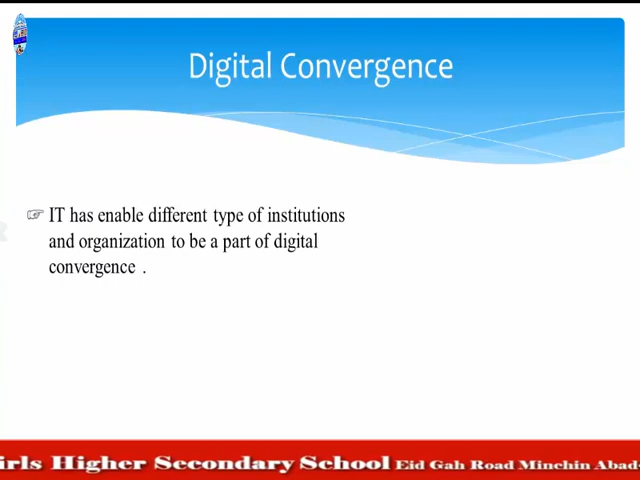 Digital Convergence
☞ IT has enable different type of institutions
and organization to be a part of digital
convergence .
irls Higher Secondary School Eid Gah Road Minchin Abad-